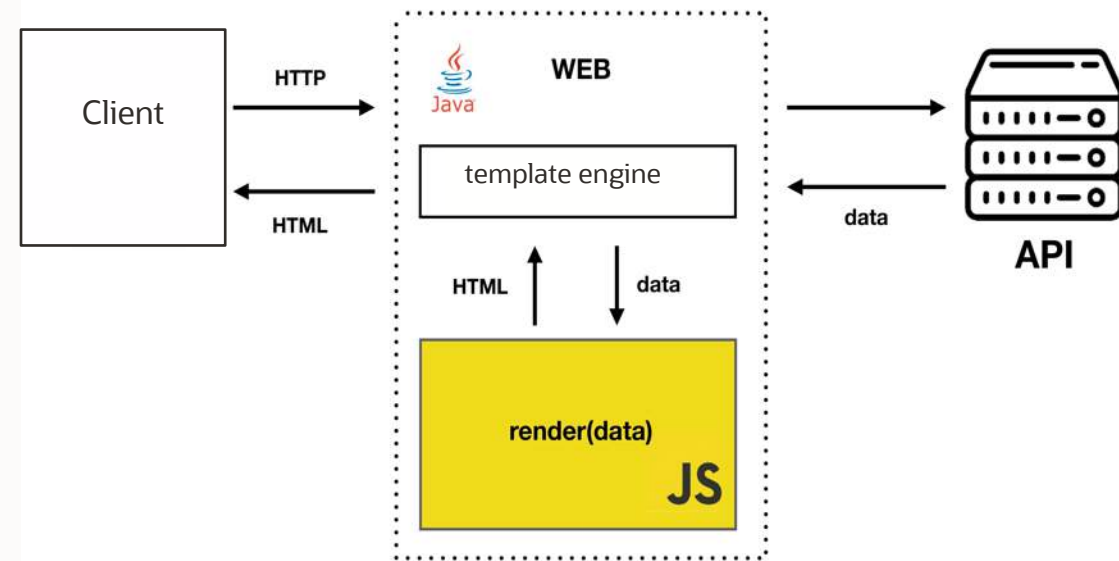 Client
HTTP
HTML
Java
WEB
template engine
HTML
data
render(data)
JS
data
API